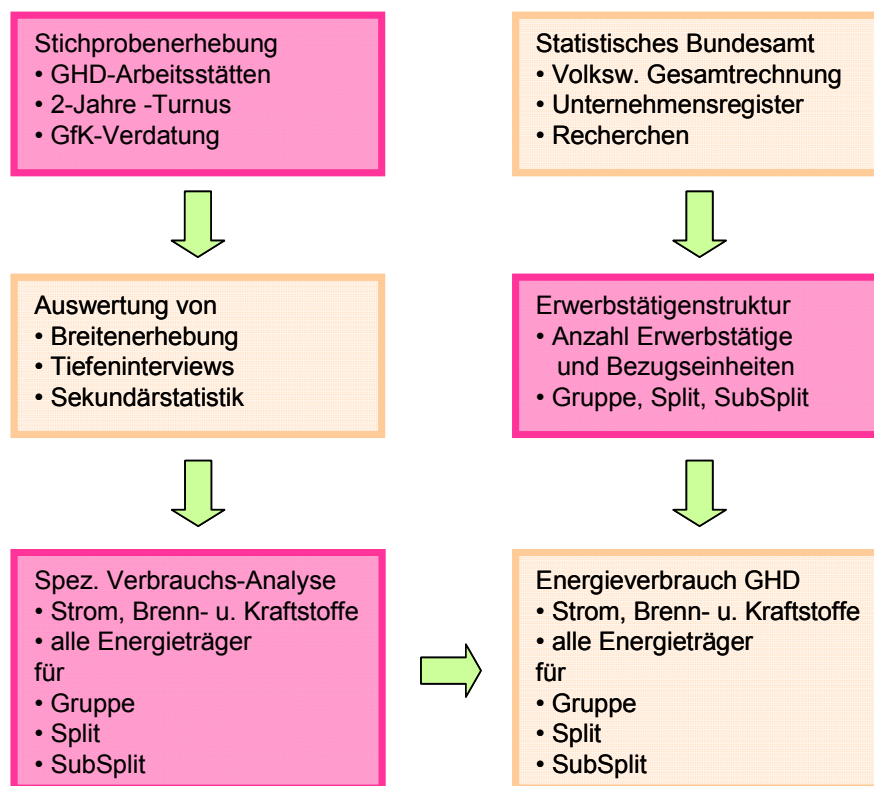 Stichprobenerhebung
• GHD-Arbeitsstätten
• 2-Jahre -Turnus
• GfK-Verdatung
Statistisches Bundesamt
• Volksw. Gesamtrechnung
• Unternehmensregister
• Recherchen
Auswertung von
• Breitenerhebung
• Tiefeninterviews
• Sekundärstatistik
Erwerbstätigenstruktur
• Anzahl Erwerbstätige
und Bezugseinheiten
• Gruppe, Split, SubSplit
Spez. Verbrauchs-Analyse
• Strom, Brenn- u. Kraftstoffe
• alle Energieträger
für
• Gruppe
• Split
• SubSplit
Energieverbrauch GHD
• Strom, Brenn- u. Kraftstoffe
• alle Energieträger
für
• Gruppe
• Split
• SubSplit